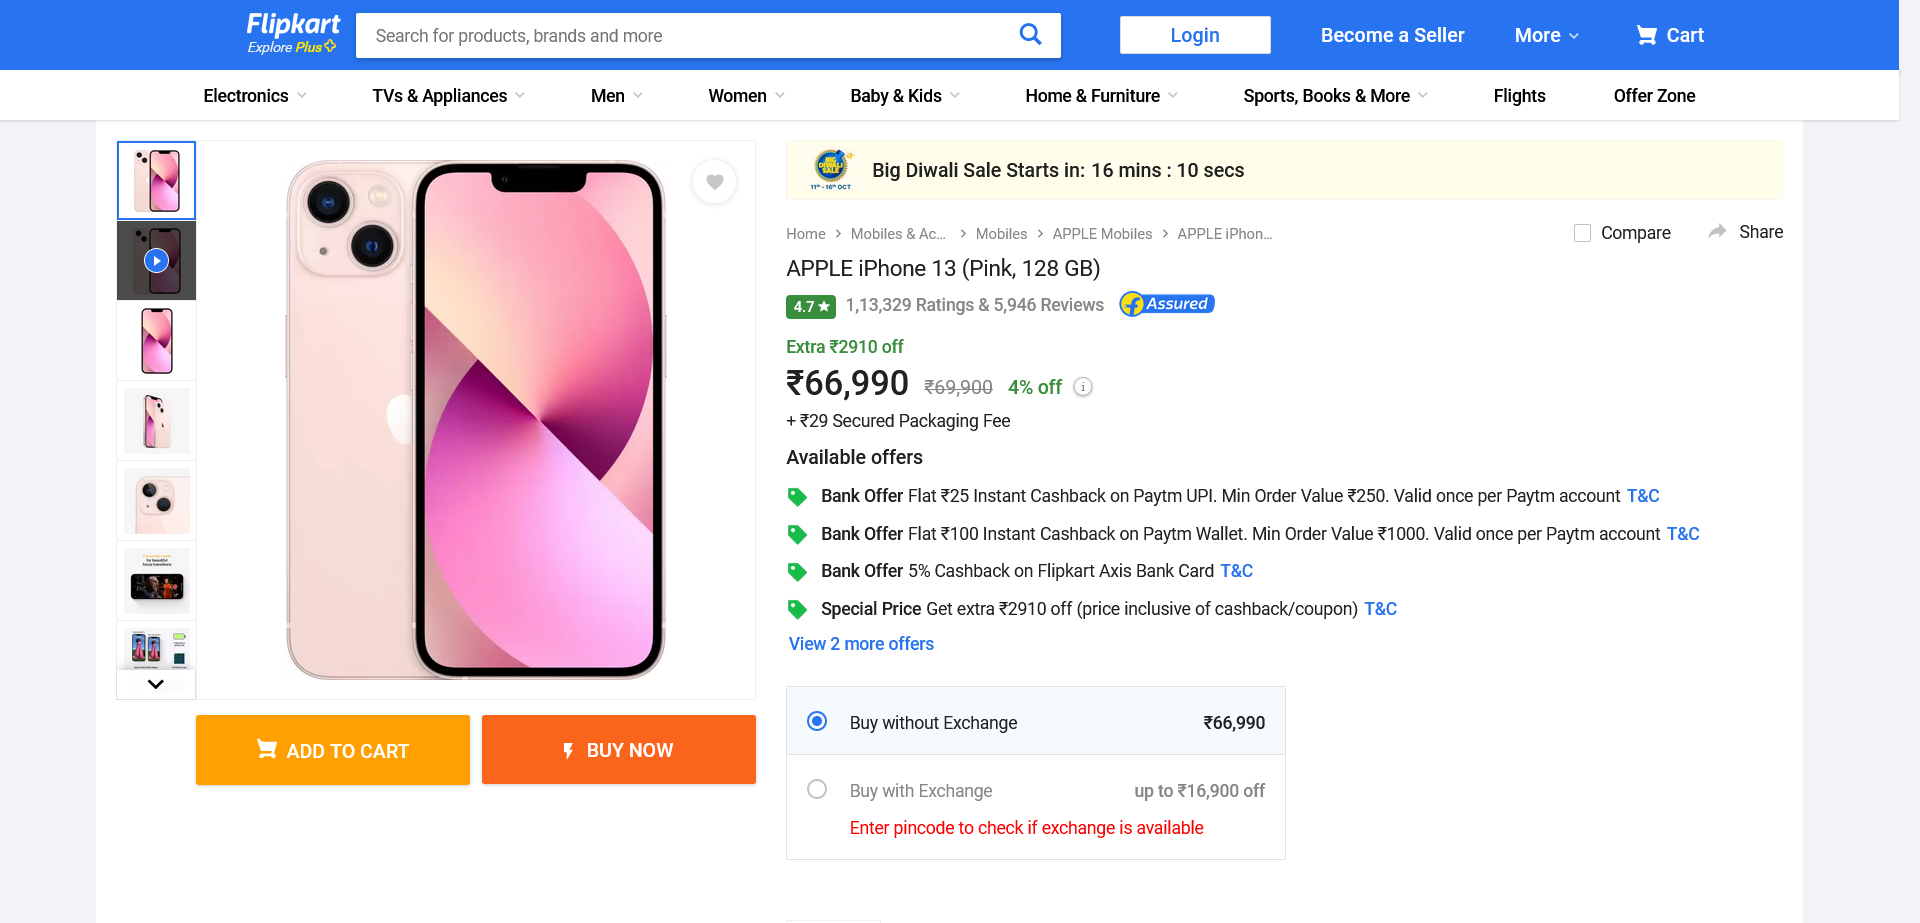 Flipkart
Explore Plus
Search for products, brands and more
Login
Become a Seller
More
Cart
Electronics
TVs & Appliances
Men
Women
Baby & Kids
Home & Furniture
Sports, Books & More
Flights
Offer Zone
BIG DIWALI SALE
11th - 16th OCT
Big Diwali Sale Starts in: 16 mins : 10 secs
Home
Mobiles & Ac...
Mobiles
APPLE Mobiles
APPLE iPhon...
Compare
Share
APPLE iPhone 13 (Pink, 128 GB)
4.7★ 1,13,329 Ratings & 5,946 Reviews
Assured
Extra ₹2910 off
₹66,990 ₹69,900 4% off
+ ₹29 Secured Packaging Fee
Available offers
Bank Offer Flat ₹25 Instant Cashback on Paytm UPI. Min Order Value ₹250. Valid once per Paytm account T&C
Bank Offer Flat ₹100 Instant Cashback on Paytm Wallet. Min Order Value ₹1000. Valid once per Paytm account T&C
Bank Offer 5% Cashback on Flipkart Axis Bank Card T&C
Special Price Get extra ₹2910 off (price inclusive of cashback/coupon) T&C
View 2 more offers
Buy without Exchange ₹66,990
Buy with Exchange up to ₹16,900 off
Enter pincode to check if exchange is available
ADD TO CART
BUY NOW